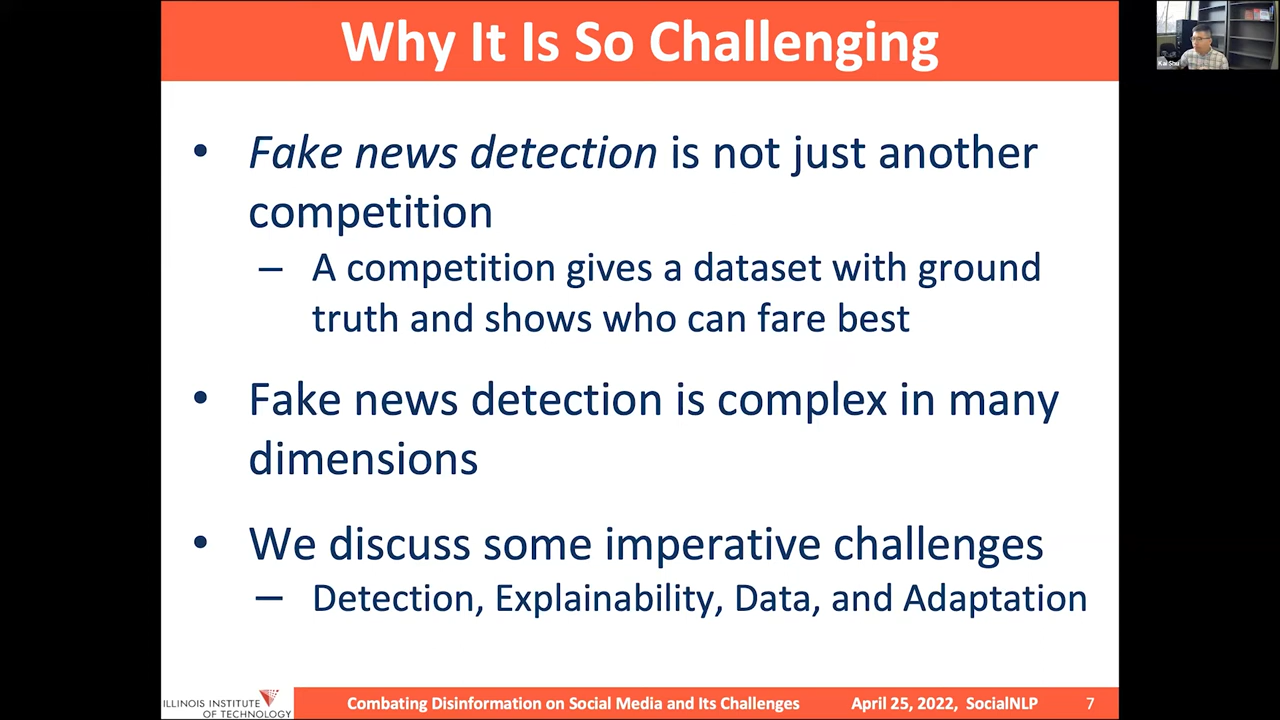 Why It Is So Challenging
Kai Shu
• Fake news detection is not just another
competition
– A competition gives a dataset with ground
truth and shows who can fare best
• Fake news detection is complex in many
dimensions
• We discuss some imperative challenges
– Detection, Explainability, Data, and Adaptation
ILLINOIS INSTITUTE
OF TECHNOLOGY
Combating Disinformation on Social Media and Its Challenges April 25, 2022, SocialNLP 7